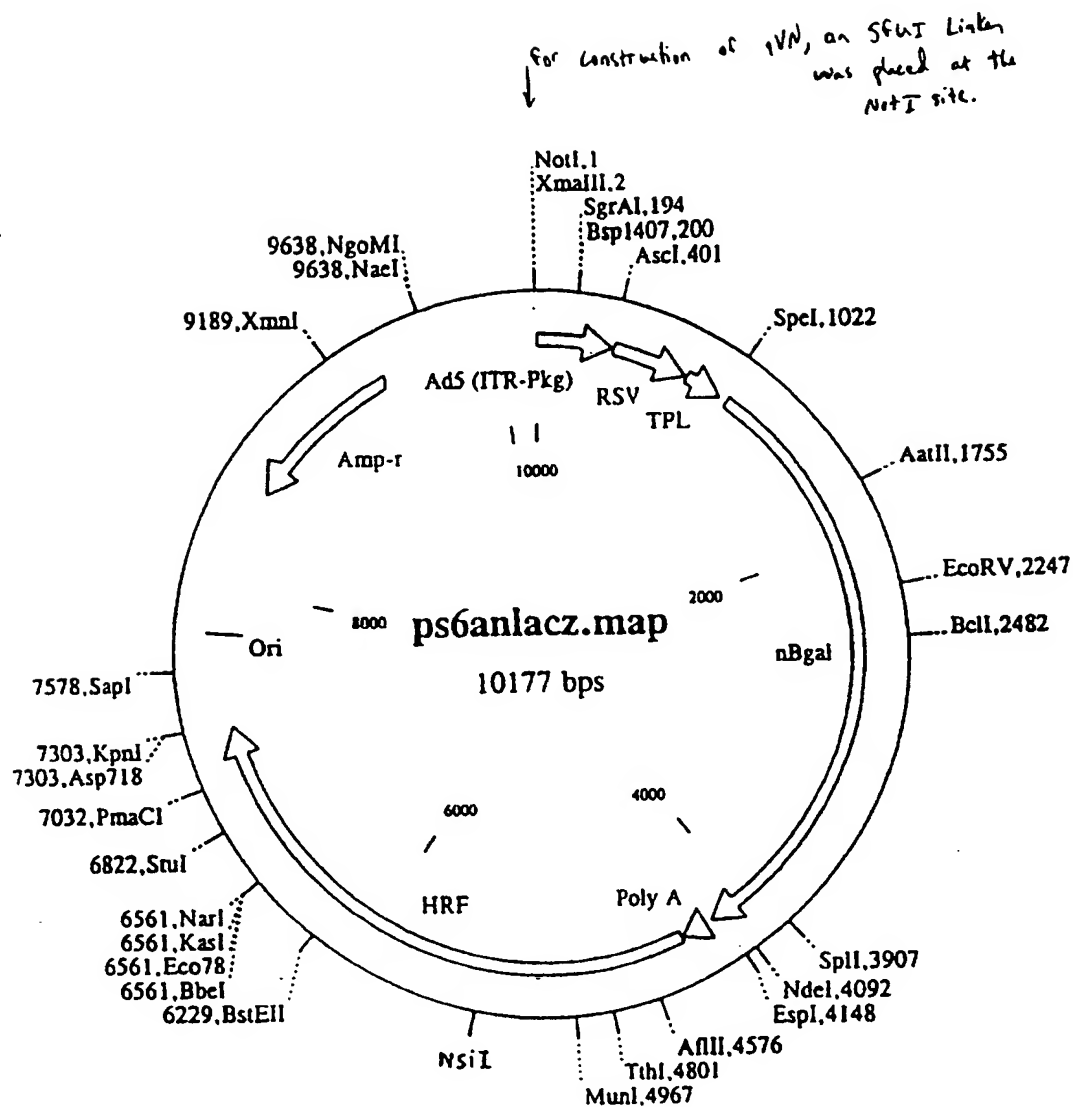 for construction of pVN, an SfuI Linker
was placed at the
NotI site.
NotI,1
XmaIII,2
SgrAI,194
Bsp1407,200
AscI,401
9638,NgoMI
9638,NaeI
9189,XmnI
SpeI,1022
Ad5 (ITR-Pkg)
RSV
TPL
Amp-r
10000
AatII,1755
EcoRV,2247
2000
8000
ps6anlacz.map
BclI,2482
Ori
nBgal
10177 bps
7578,SapI
7303,KpnI
7303,Asp718
7032,PmaCI
6000
4000
6822,StuI
HRF
Poly A
6561,NarI
6561,KasI
6561,Eco78
6561,BbeI
6229,BstEII
SplI,3907
NdeI,4092
EspI,4148
NsiI
AflII,4576
TthI,4801
MunI,4967